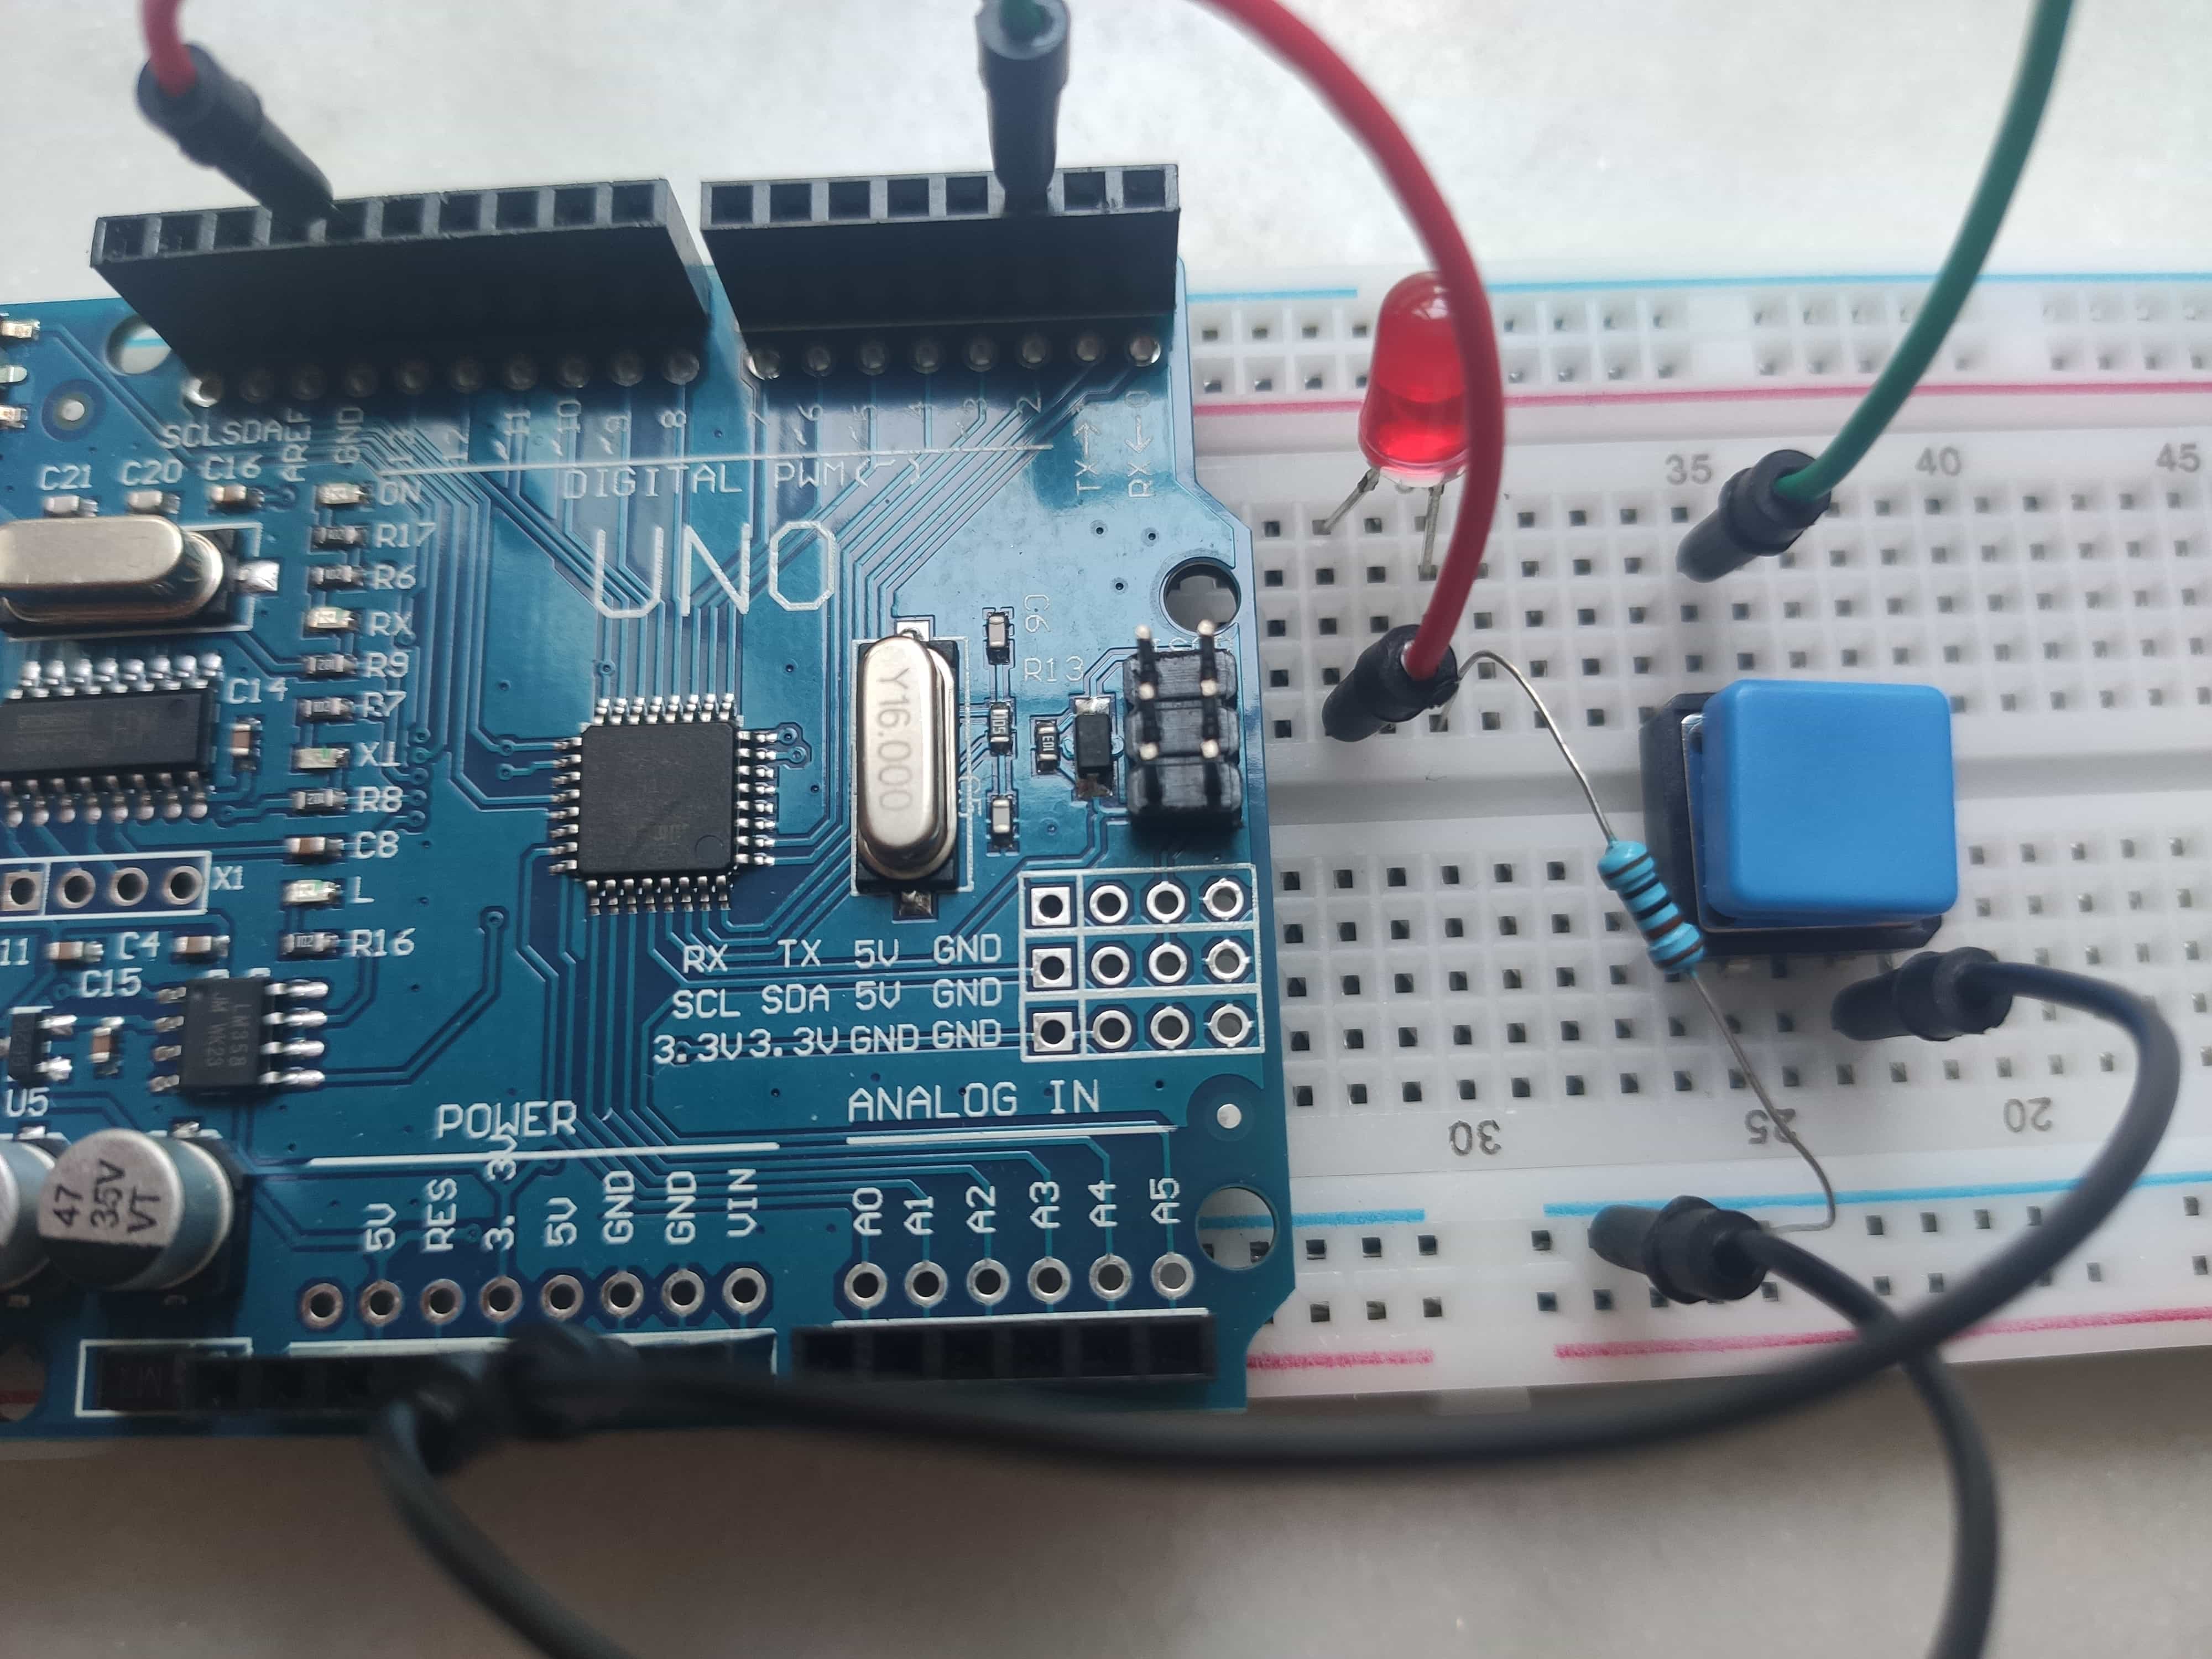 SCL SDA AREF GND 13 12 11 10 9 8 7 6 5 4 3 2 TX→1 RX←0
DIGITAL PWM(~)
35 40 45
C21 C20 C16 ON
R17
UNO
R6
RX
C6
R9
R13
C14
R7
Y16.000
X1
R8
C8
X1
L
11 C4 R16
RX TX 5V GND
C15
SCL SDA 5V GND
LM358
3.3V 3.3V GND GND
U5
POWER ANALOG IN
30 25 20
47
35V
VT
5V RES 3.3V 5V GND GND VIN A0 A1 A2 A3 A4 A5